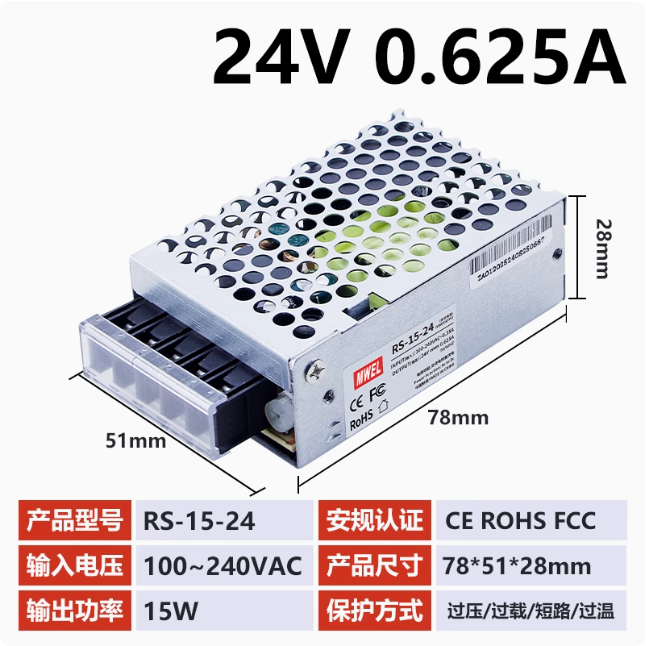 24V 0.625A
28mm
2A0120025240825066?
RS-15-24
MWEL
CE FC
RoHS
78mm
51mm
产品型号 RS-15-24 安规认证 CE ROHS FCC
输入电压 100~240VAC 产品尺寸 78*51*28mm
输出功率 15W 保护方式 过压/过载/短路/过温